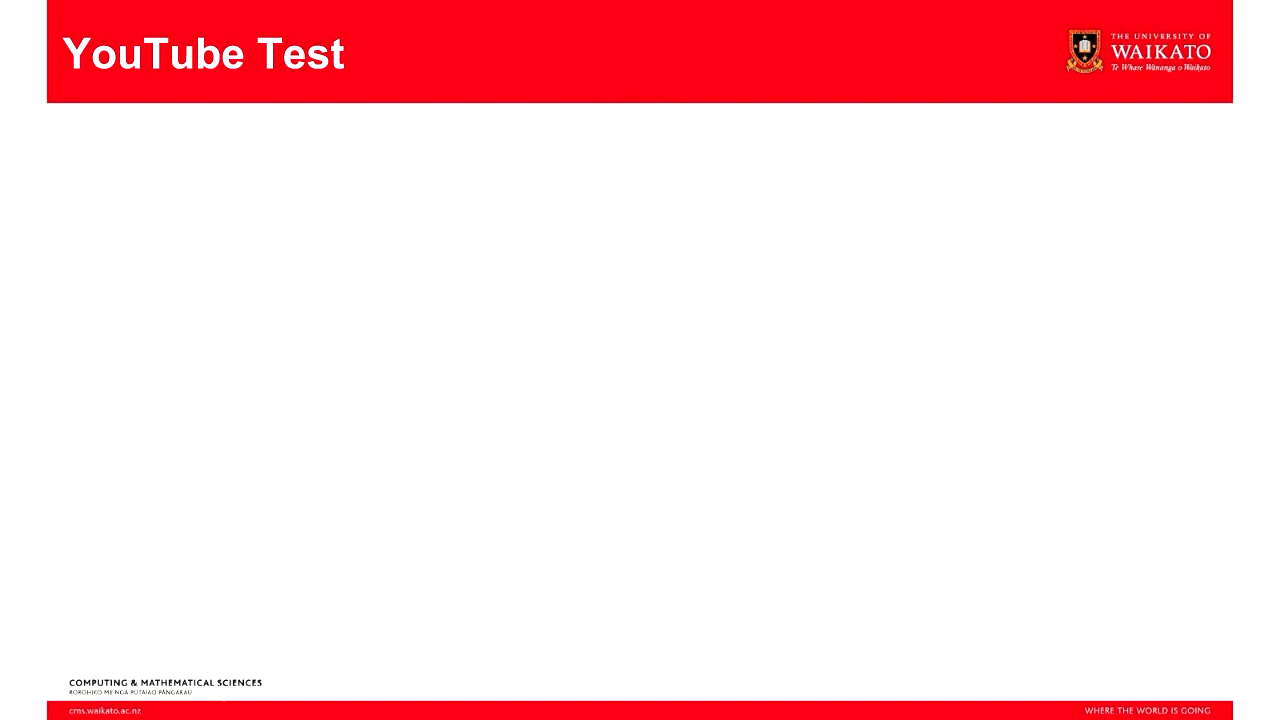 YouTube Test
THE UNIVERSITY OF
WAIKATO
Te Whare Wānanga o Waikato
COMPUTING & MATHEMATICAL SCIENCES
ROROHIKO ME NGĀ PŪTAIAO PĀNGARAU
cms.waikato.ac.nz
WHERE THE WORLD IS GOING